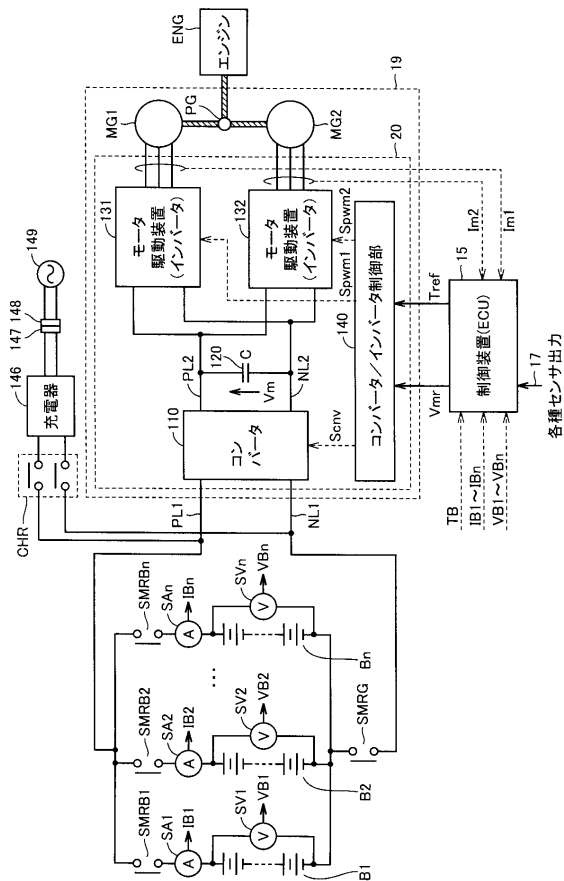 ENG
エンジン
PG
MG1
MG2
19
20
131
モータ
駆動装置
(インバータ)
132
モータ
駆動装置
(インバータ)
Spwm1
Spwm2
Im2
Im1
149
148
147
146
充電器
CHR
PL2
120
C
Vm
NL2
110
コンバータ
Scnv
140
コンバータ/インバータ制御部
Vmr
Tref
15
制御装置(ECU)
17
各種センサ出力
TB
IB1~IBn
VB1~VBn
PL1
NL1
SMRBn
SAn
IBn
A
SVn
V
VBn
Bn
...
SMRB2
SA2
IB2
A
SV2
V
VB2
B2
SMRB1
SA1
IB1
A
SV1
V
VB1
B1
SMRG